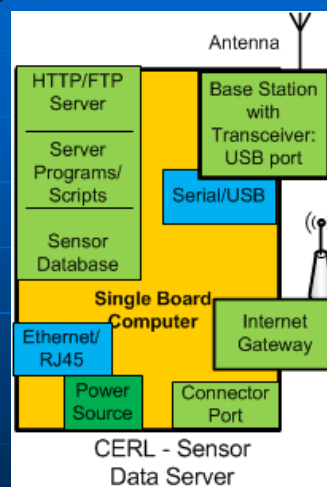 Antenna
HTTP/FTP
Server
Server
Programs/
Scripts
Sensor
Database
Base Station
with
Transceiver:
USB port
Serial/USB
Single Board
Computer
Ethernet/
RJ45
Internet
Gateway
Power
Source
Connector
Port
CERL - Sensor
Data Server